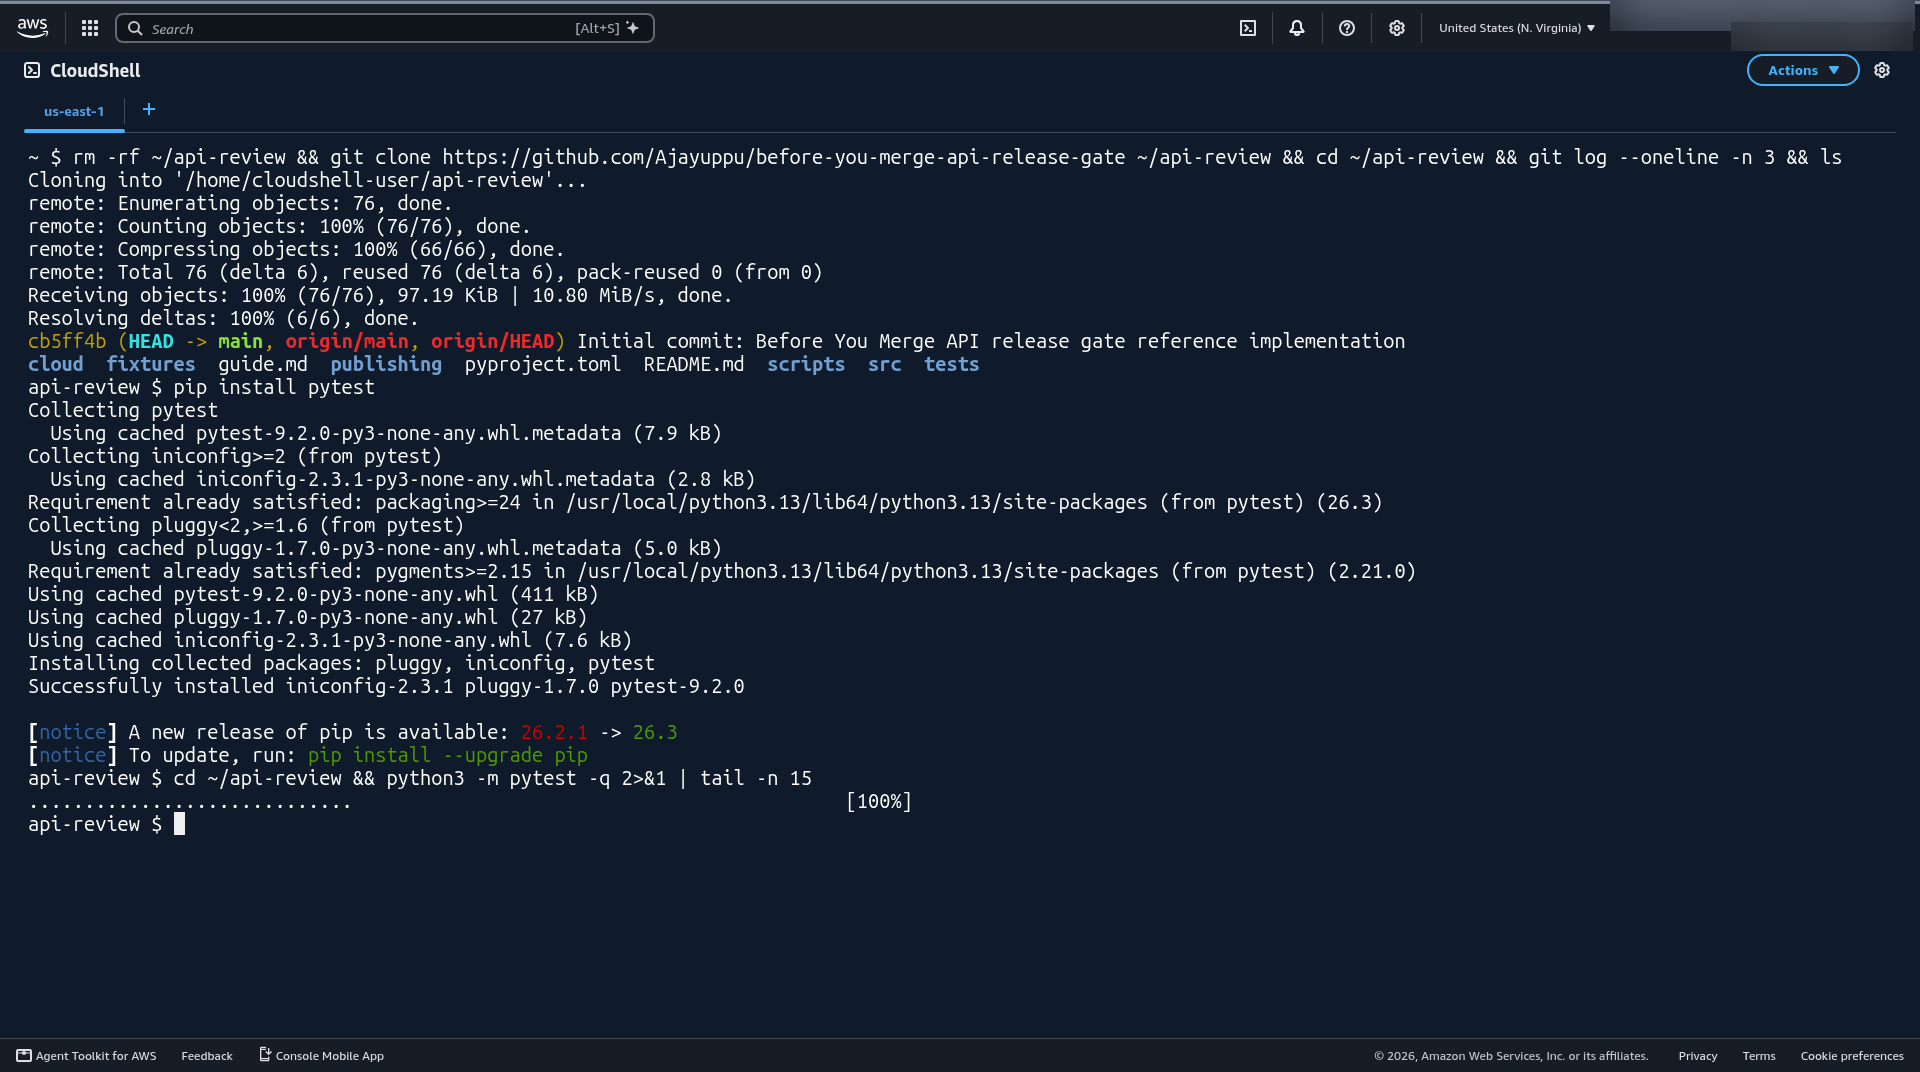 aws
Search [Alt+S]
United States (N. Virginia)
CloudShell
Actions
us-east-1
+
~ $ rm -rf ~/api-review && git clone https://github.com/Ajayuppu/before-you-merge-api-release-gate ~/api-review && cd ~/api-review && git log --oneline -n 3 && ls
Cloning into '/home/cloudshell-user/api-review'...
remote: Enumerating objects: 76, done.
remote: Counting objects: 100% (76/76), done.
remote: Compressing objects: 100% (66/66), done.
remote: Total 76 (delta 6), reused 76 (delta 6), pack-reused 0 (from 0)
Receiving objects: 100% (76/76), 97.19 KiB | 10.80 MiB/s, done.
Resolving deltas: 100% (6/6), done.
cb5ff4b (HEAD -> main, origin/main, origin/HEAD) Initial commit: Before You Merge API release gate reference implementation
cloud  fixtures  guide.md  publishing  pyproject.toml  README.md  scripts  src  tests
api-review $ pip install pytest
Collecting pytest
  Using cached pytest-9.2.0-py3-none-any.whl.metadata (7.9 kB)
Collecting iniconfig>=2 (from pytest)
  Using cached iniconfig-2.3.1-py3-none-any.whl.metadata (2.8 kB)
Requirement already satisfied: packaging>=24 in /usr/local/python3.13/lib64/python3.13/site-packages (from pytest) (26.3)
Collecting pluggy<2,>=1.6 (from pytest)
  Using cached pluggy-1.7.0-py3-none-any.whl.metadata (5.0 kB)
Requirement already satisfied: pygments>=2.15 in /usr/local/python3.13/lib64/python3.13/site-packages (from pytest) (2.21.0)
Using cached pytest-9.2.0-py3-none-any.whl (411 kB)
Using cached pluggy-1.7.0-py3-none-any.whl (27 kB)
Using cached iniconfig-2.3.1-py3-none-any.whl (7.6 kB)
Installing collected packages: pluggy, iniconfig, pytest
Successfully installed iniconfig-2.3.1 pluggy-1.7.0 pytest-9.2.0
[notice] A new release of pip is available: 26.2.1 -> 26.3
[notice] To update, run: pip install --upgrade pip
api-review $ cd ~/api-review && python3 -m pytest -q 2>&1 | tail -n 15
............................. [100%]
api-review $
Agent Toolkit for AWS Feedback Console Mobile App © 2026, Amazon Web Services, Inc. or its affiliates. Privacy Terms Cookie preferences